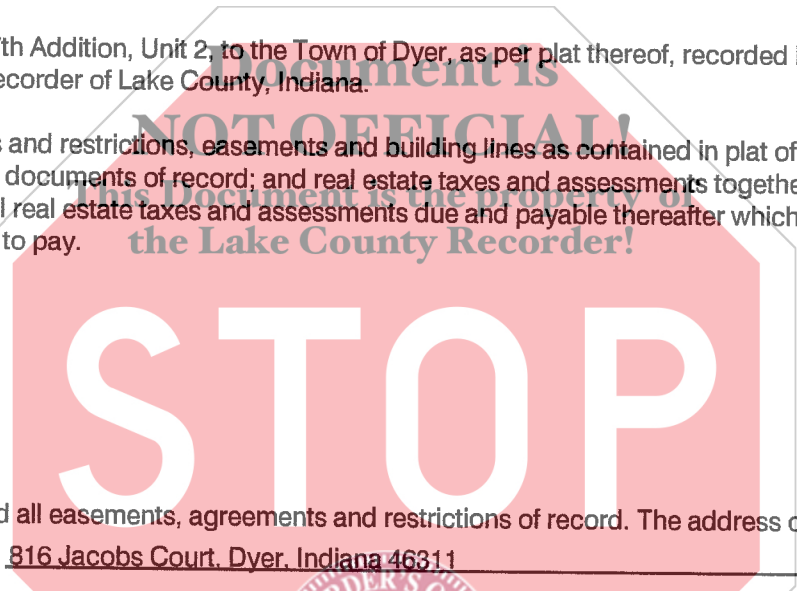 th Addition, Unit 2, to the Town of Dyer, as per plat thereof, recorded
ecorder of Lake County, Indiana.
Document is
NOT OFFICIAL!
s and restrictions, easements and building lines as contained in plat of
documents of record; and real estate taxes and assessments togethe
This Document is the property of
l real estate taxes and assessments due and payable thereafter which
to pay.
the Lake County Recorder!
STOP
d all easements, agreements and restrictions of record. The address o
816 Jacobs Court, Dyer, Indiana 46311
RDER'S O